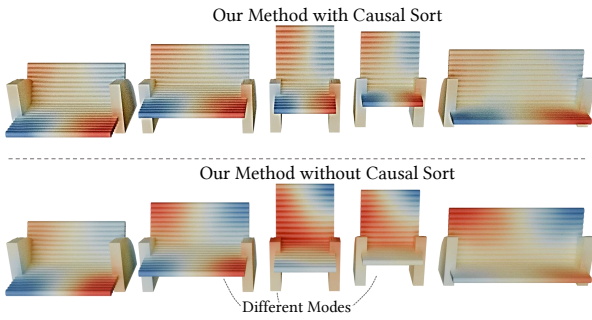 Our Method with Causal Sort
Our Method without Causal Sort
Different Modes